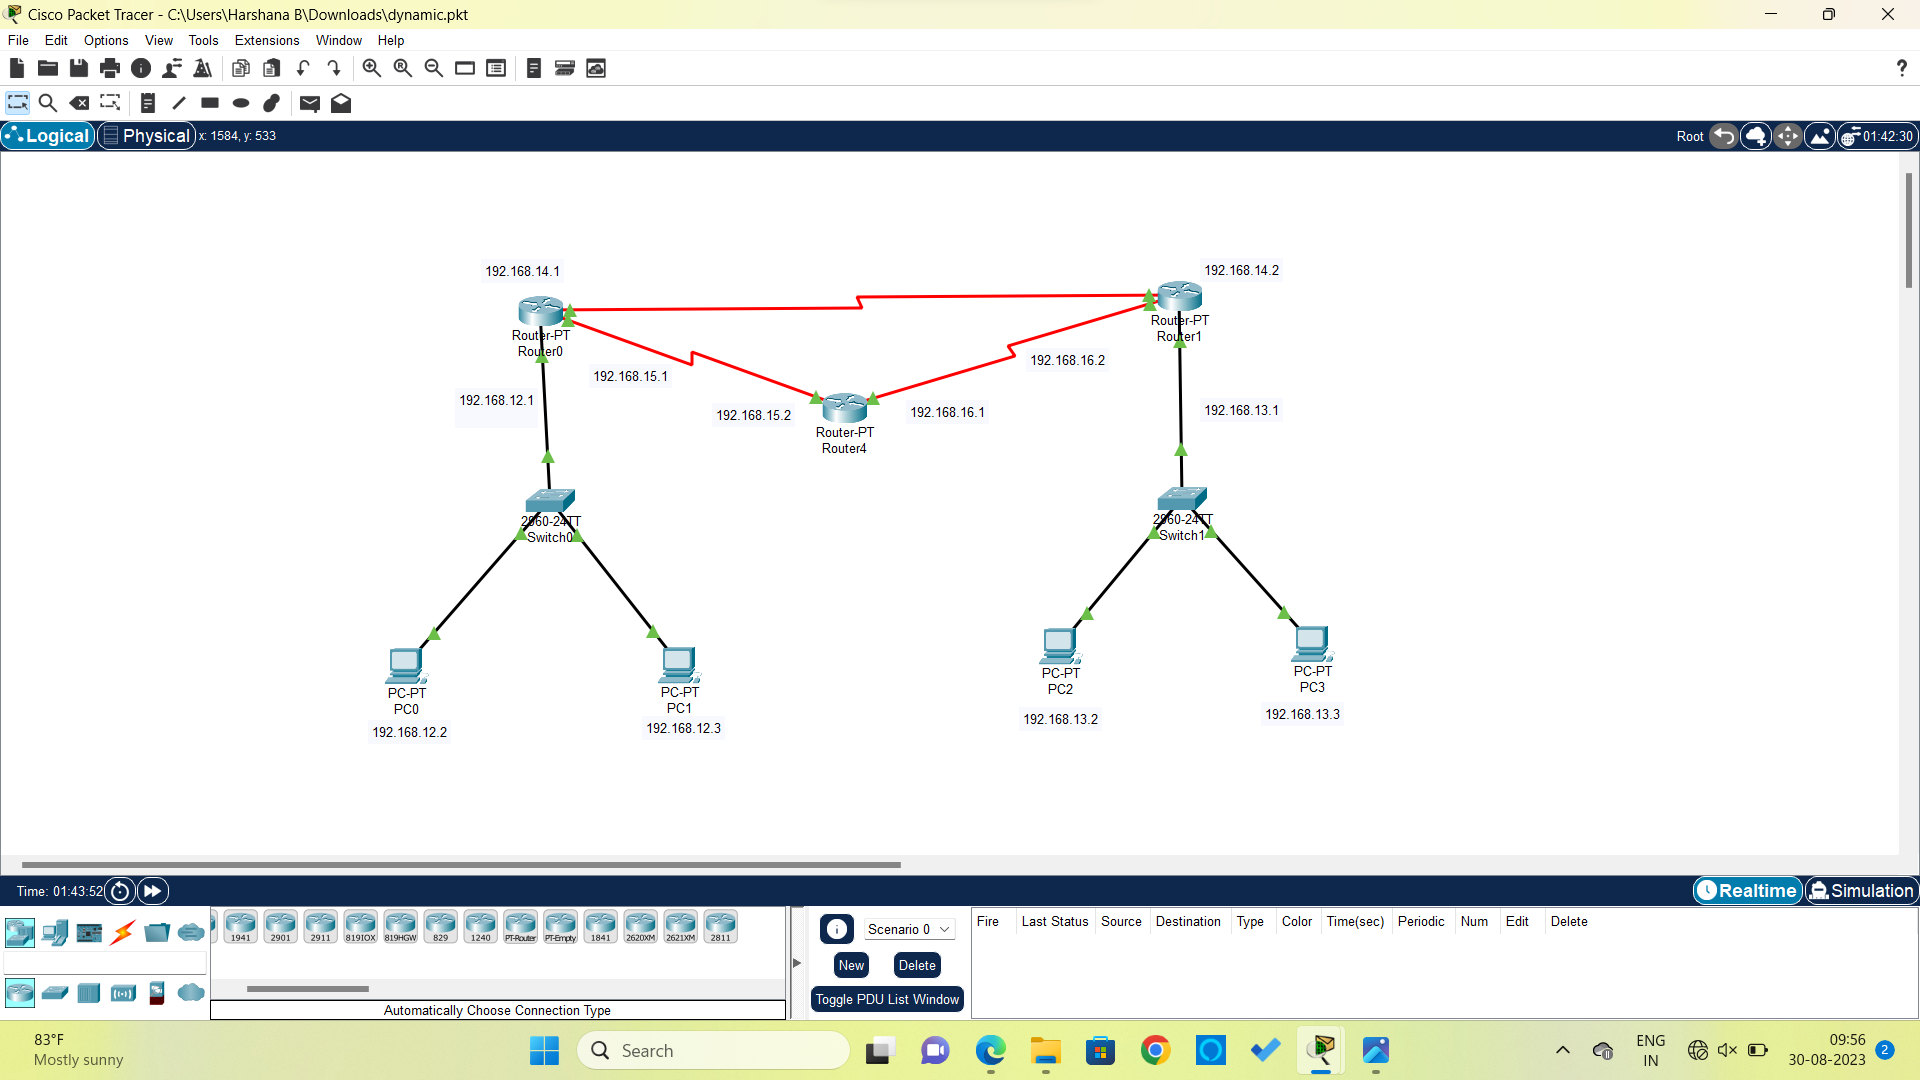 Cisco Packet Tracer - C:\Users\Harshana B\Downloads\dynamic.pkt
File Edit Options View Tools Extensions Window Help
?
Logical Physical x: 1584, y: 533 Root 01:42:30
192.168.14.1
192.168.14.2
Router-PT
Router0
Router-PT
Router1
192.168.15.1
192.168.16.2
192.168.12.1
192.168.15.2
192.168.16.1
192.168.13.1
Router-PT
Router4
2960-24TT
Switch0
2960-24TT
Switch1
PC-PT
PC0
192.168.12.2
PC-PT
PC1
192.168.12.3
PC-PT
PC2
192.168.13.2
PC-PT
PC3
192.168.13.3
Time: 01:43:52 Realtime Simulation
1941 2901 2911 819IOX 819HGW 829 1240 PT-Router PT-Empty 1841 2620XM 2621XM 2811
Automatically Choose Connection Type
Scenario 0
New Delete
Toggle PDU List Window
Fire Last Status Source Destination Type Color Time(sec) Periodic Num Edit Delete
83°F
Mostly sunny
Search
ENG
IN
09:56
30-08-2023
2